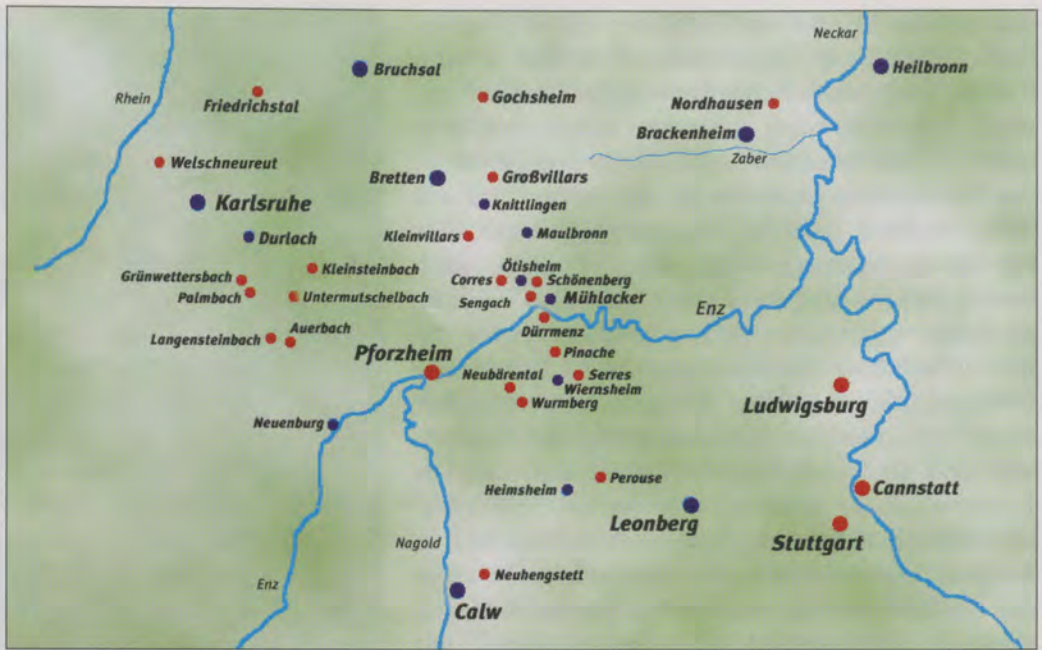 Neckar
Rhein
Bruchsal
Heilbronn
Friedrichstal
Gochsheim
Nordhausen
Brackenheim
Zaber
Welschneureut
Bretten
Großvillars
Karlsruhe
Knittlingen
Durlach
Kleinvillars
Maulbronn
Ötisheim
Kleinsteinbach
Grünwettersbach
Corres
Schönenberg
Palmbach
Untermutschelbach
Sengach
Mühlacker
Enz
Dürrmenz
Auerbach
Langensteinbach
Pforzheim
Pinache
Neubärental
Serres
Wiernsheim
Ludwigsburg
Wurmberg
Neuenburg
Perouse
Heimsheim
Cannstatt
Leonberg
Stuttgart
Nagold
Neuhengstett
Enz
Calw